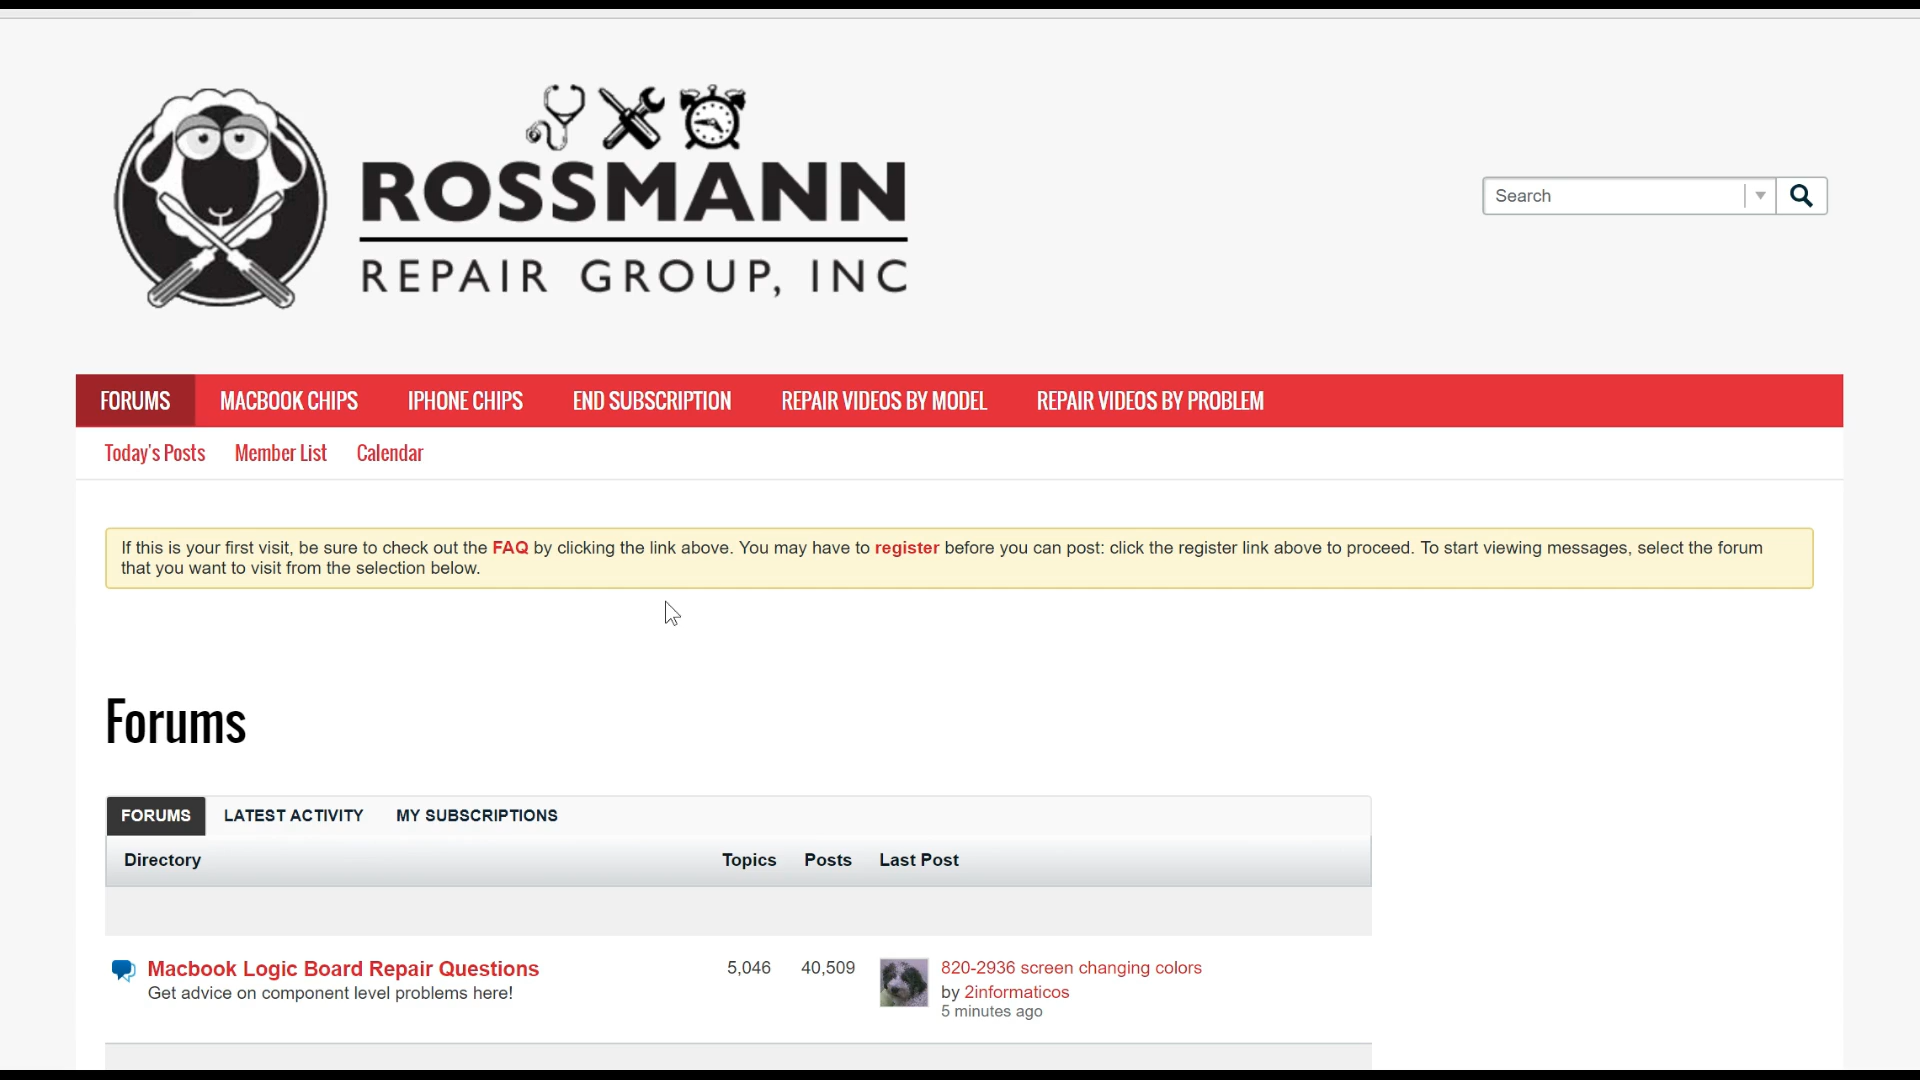 ROSSMANN
REPAIR GROUP, INC
Search
FORUMS MACBOOK CHIPS IPHONE CHIPS END SUBSCRIPTION REPAIR VIDEOS BY MODEL REPAIR VIDEOS BY PROBLEM
Today's Posts Member List Calendar
If this is your first visit, be sure to check out the FAQ by clicking the link above. You may have to register before you can post: click the register link above to proceed. To start viewing messages, select the forum
that you want to visit from the selection below.
Forums
FORUMS LATEST ACTIVITY MY SUBSCRIPTIONS
Directory Topics Posts Last Post
Macbook Logic Board Repair Questions 5,046 40,509 820-2936 screen changing colors
Get advice on component level problems here! by 2informaticos
5 minutes ago